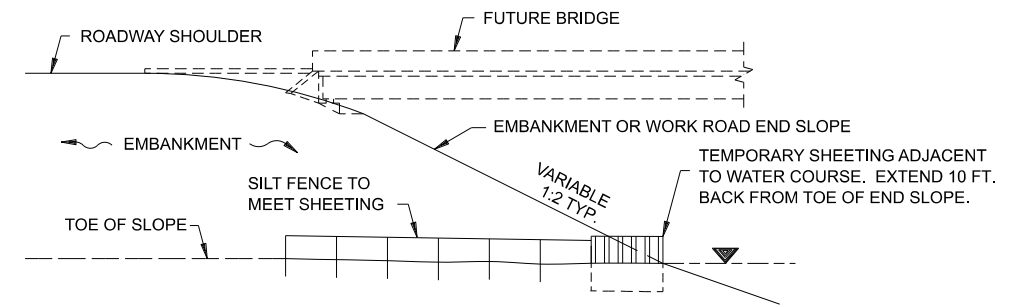 FUTURE BRIDGE
ROADWAY SHOULDER
EMBANKMENT OR WORK ROAD END SLOPE
EMBANKMENT
TEMPORARY SHEETING ADJACENT
TO WATER COURSE. EXTEND 10 FT.
BACK FROM TOE OF END SLOPE.
VARIABLE
1:2 TYP.
SILT FENCE TO
MEET SHEETING
TOE OF SLOPE